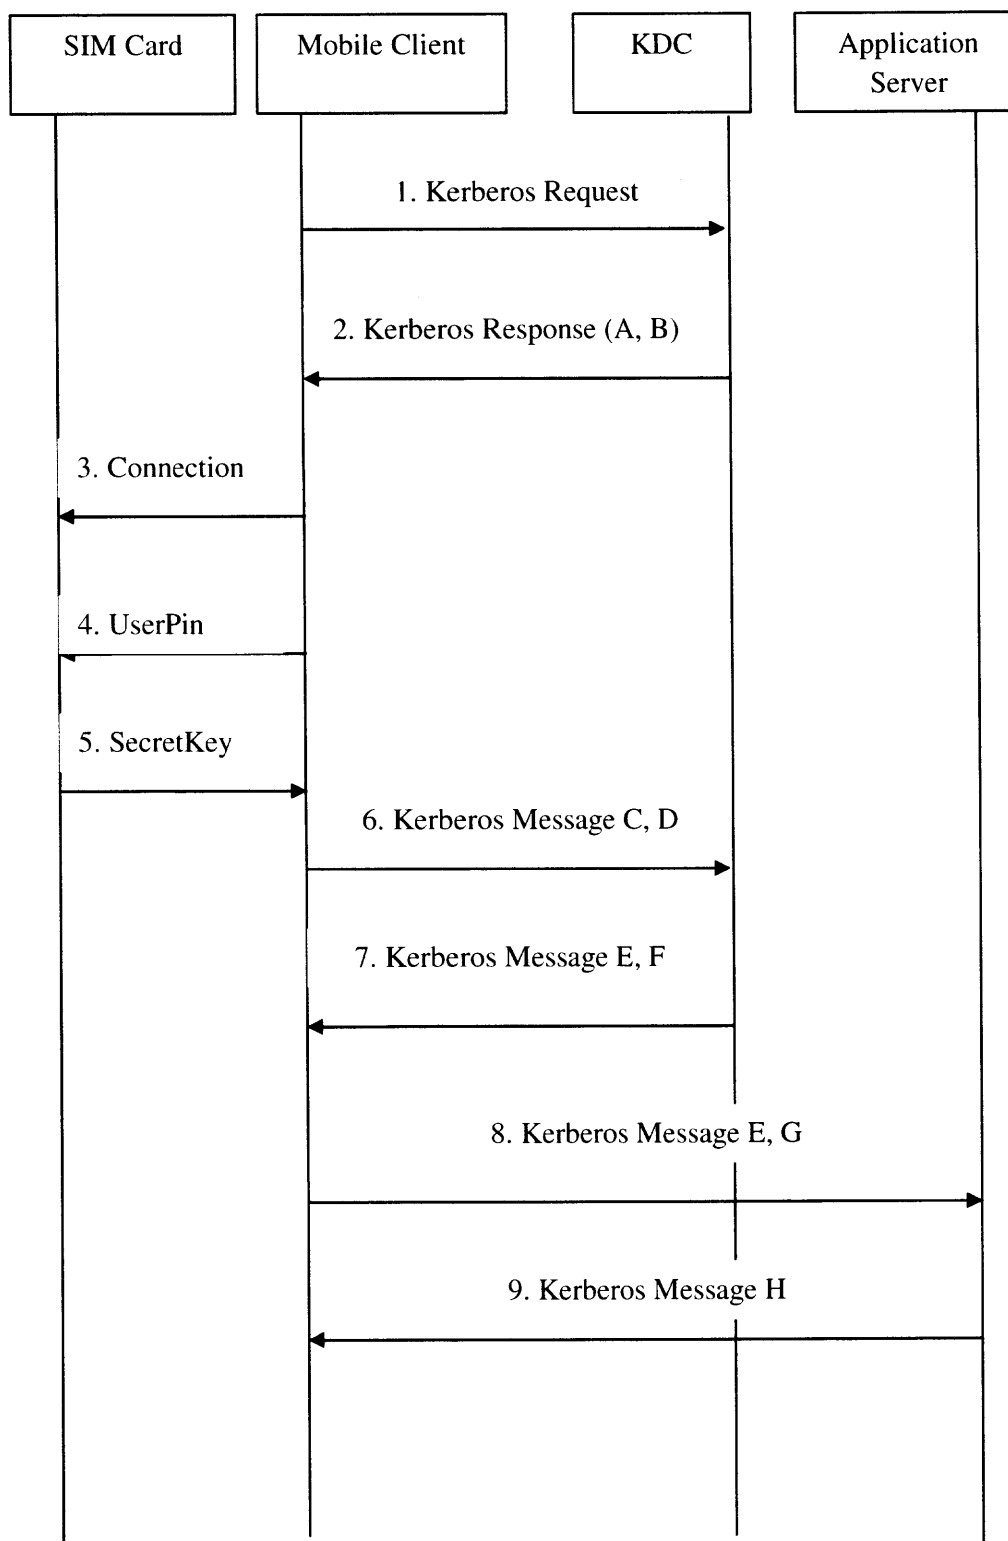 SIM Card
Mobile Client
KDC
Application
Server
1. Kerberos Request
2. Kerberos Response (A, B)
3. Connection
4. UserPin
5. SecretKey
6. Kerberos Message C, D
7. Kerberos Message E, F
8. Kerberos Message E, G
9. Kerberos Message H